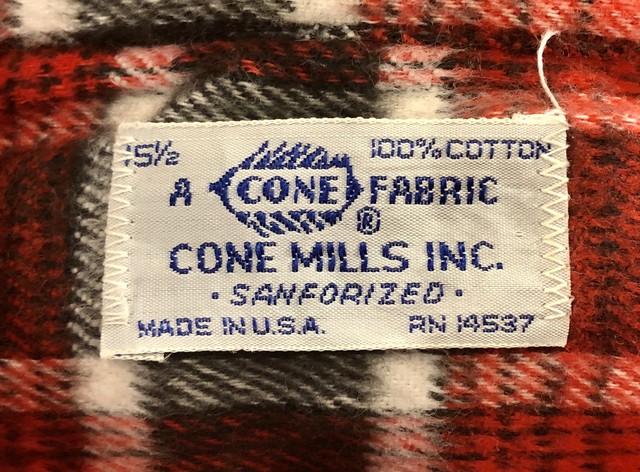 15½ 100% COTTON
A CONE FABRIC
®
CONE MILLS INC.
· SANFORIZED ·
MADE IN U.S.A. RN 14537